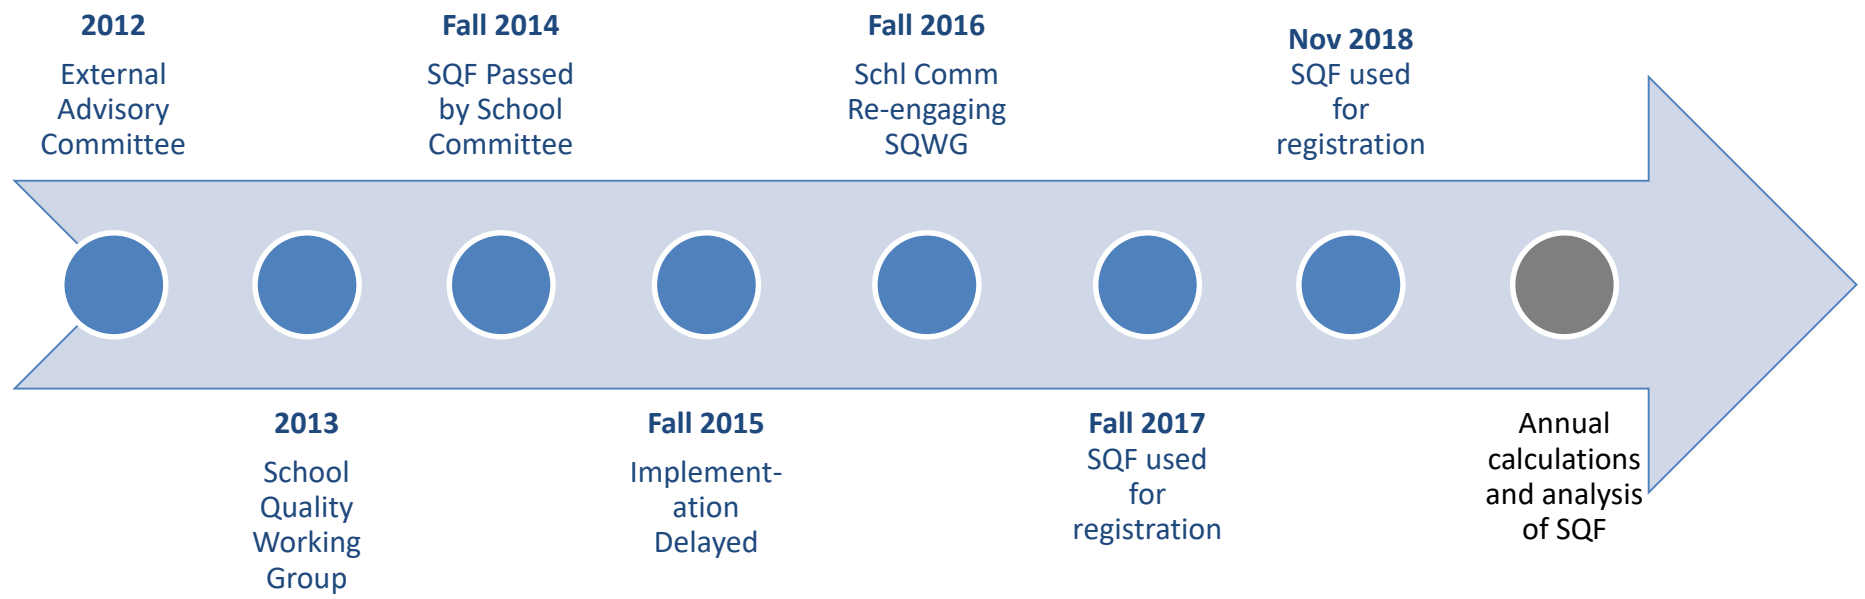 2012
External
Advisory
Committee
2013
School
Quality
Working
Group
Fall 2014
SQF Passed
by School
Committee
Fall 2015
Implement-
ation
Delayed
Fall 2016
Schl Comm
Re-engaging
SQWG
Fall 2017
SQF used
for
registration
Nov 2018
SQF used
for
registration
Annual
calculations
and analysis
of SQF